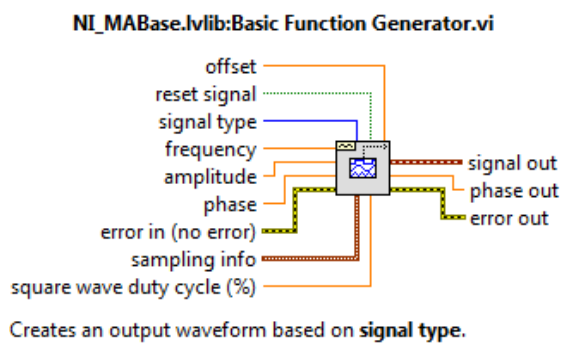 NI_MABase.lvlib:Basic Function Generator.vi
offset
reset signal
signal type
frequency
amplitude
phase
error in (no error)
sampling info
square wave duty cycle (%)
signal out
phase out
error out
Creates an output waveform based on signal type.